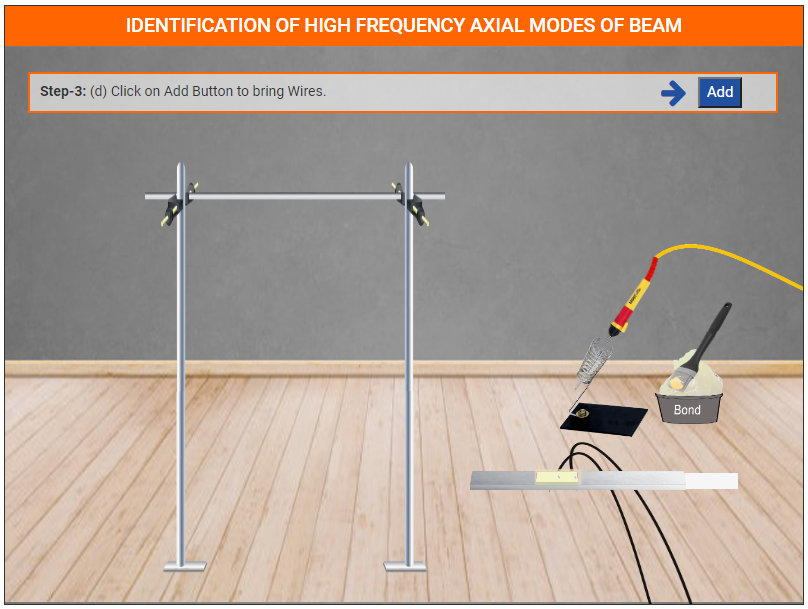 IDENTIFICATION OF HIGH FREQUENCY AXIAL MODES OF BEAM
Step-3: (d) Click on Add Button to bring Wires.
Add
Bond